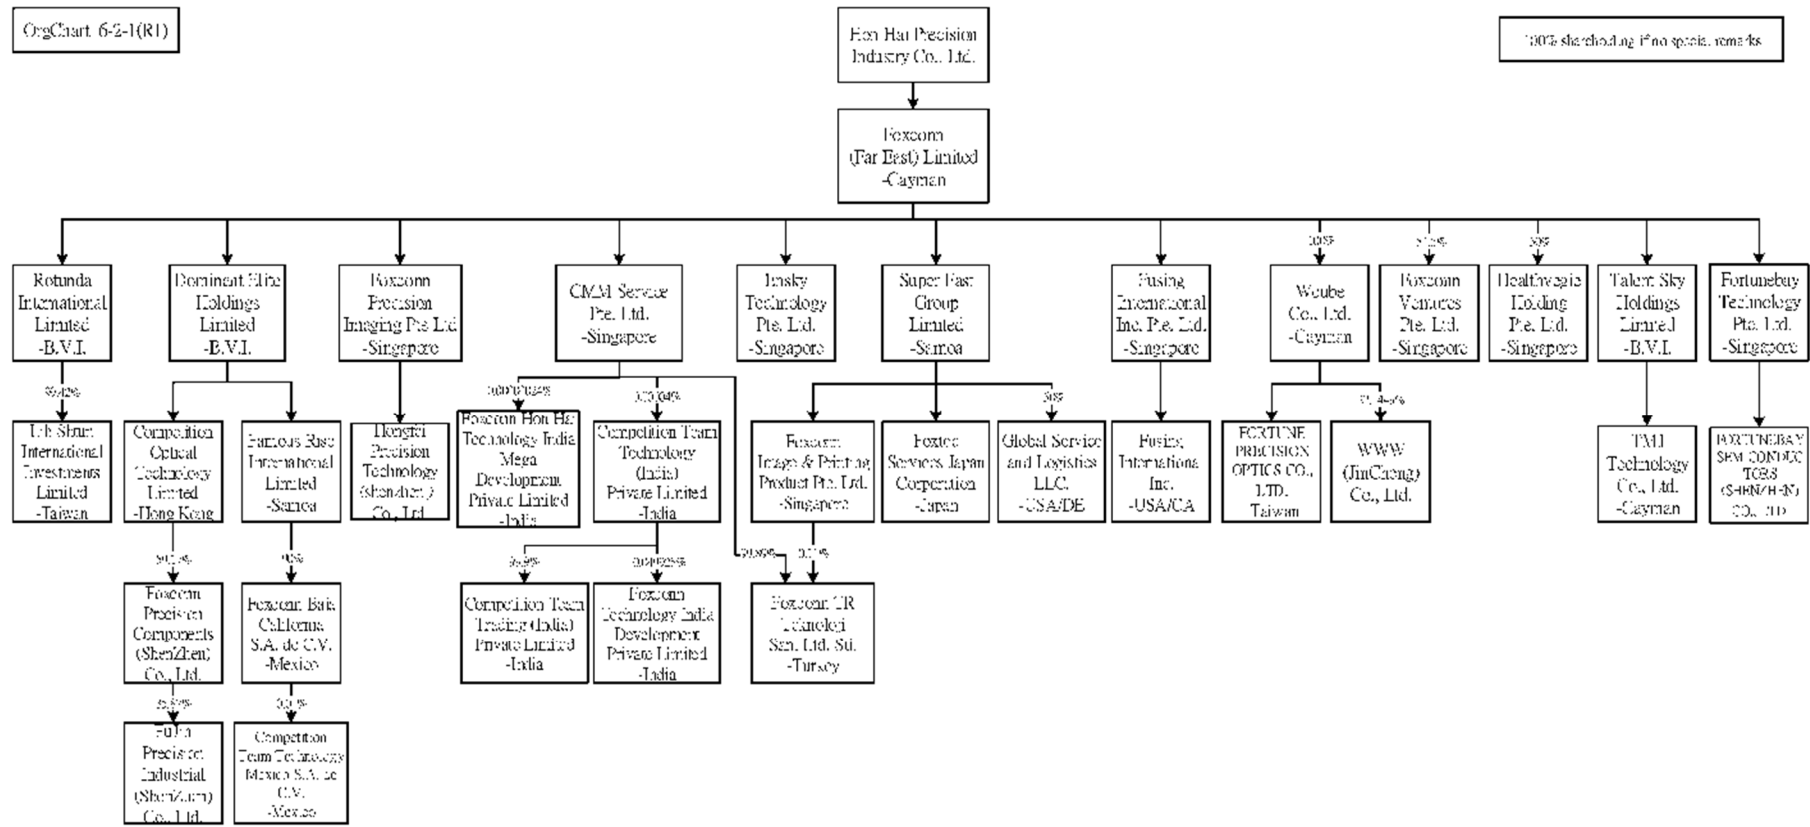 OrgChart 6-2-1(R1)
Hon Hai Precision
Industry Co., Ltd.
100% shareholding if no special remarks
Foxconn
(Far East) Limited
-Cayman
50%
Rotunda
International
Limited
-B.V.I.
Dominant Elite
Holdings
Limited
-B.V.I.
Foxconn
Precision
Imaging Pte Ltd
-Singapore
CMM Service
Pte. Ltd.
-Singapore
Technology
Pte. Ltd.
-Singapore
Super East
Group
Limited
-Samoa
Fusing
International
Inc. Pte. Ltd.
-Singapore
Wcube
Co., Ltd.
-Cayman
Foxconn
Ventures
Pte. Ltd.
-Singapore
Healthvegie
Holding
Pte. Ltd.
-Singapore
Talent Sky
Holdings
Limited
-B.V.I.
Fortunebay
Technology
Pte. Ltd.
-Singapore
International
Investments
Limited
-Taiwan
Competition
Optical
Technology
Limited
-Hong Kong
Famous Rise
International
Limited
-Samoa
Precision
Technology
(shenzhen)
Co., Ltd.
Foxconn Hon Hai
Technology India
Mega
Development
Private Limited
-India
Competition Team
Technology
(India)
Private Limited
-India
Foxconn
Image & Printing
Product Pte. Ltd.
-Singapore
Services Japan
Corporation
-Japan
Global Service
and Logistics
LLC.
-USA/DE
Fusing
International
Inc.
-USA/CA
FORTUNE
PRECISION
OPTICS CO.,
LTD.
Taiwan
WWW
(JinCheng)
Co., Ltd.
Technology
Co., Ltd.
-Cayman
FORTUNEBAY
SEMICONDUC
TORS
(SHENZHEN)
CO., LTD
Foxconn
Precision
Components
(ShenZhen)
Co., Ltd.
Foxconn Baja
California
S.A. de C.V.
-Mexico
Competition Team
Trading (India)
Private Limited
-India
Foxconn
Technology India
Development
Private Limited
-India
Foxconn TR
Teknoloji
San. Ltd. Sti.
-Turkey
Precision
Industrial
(ShenZhen)
Co., Ltd.
Competition
Team Technology
Mexico S.A. de
C.V.
-Mexico